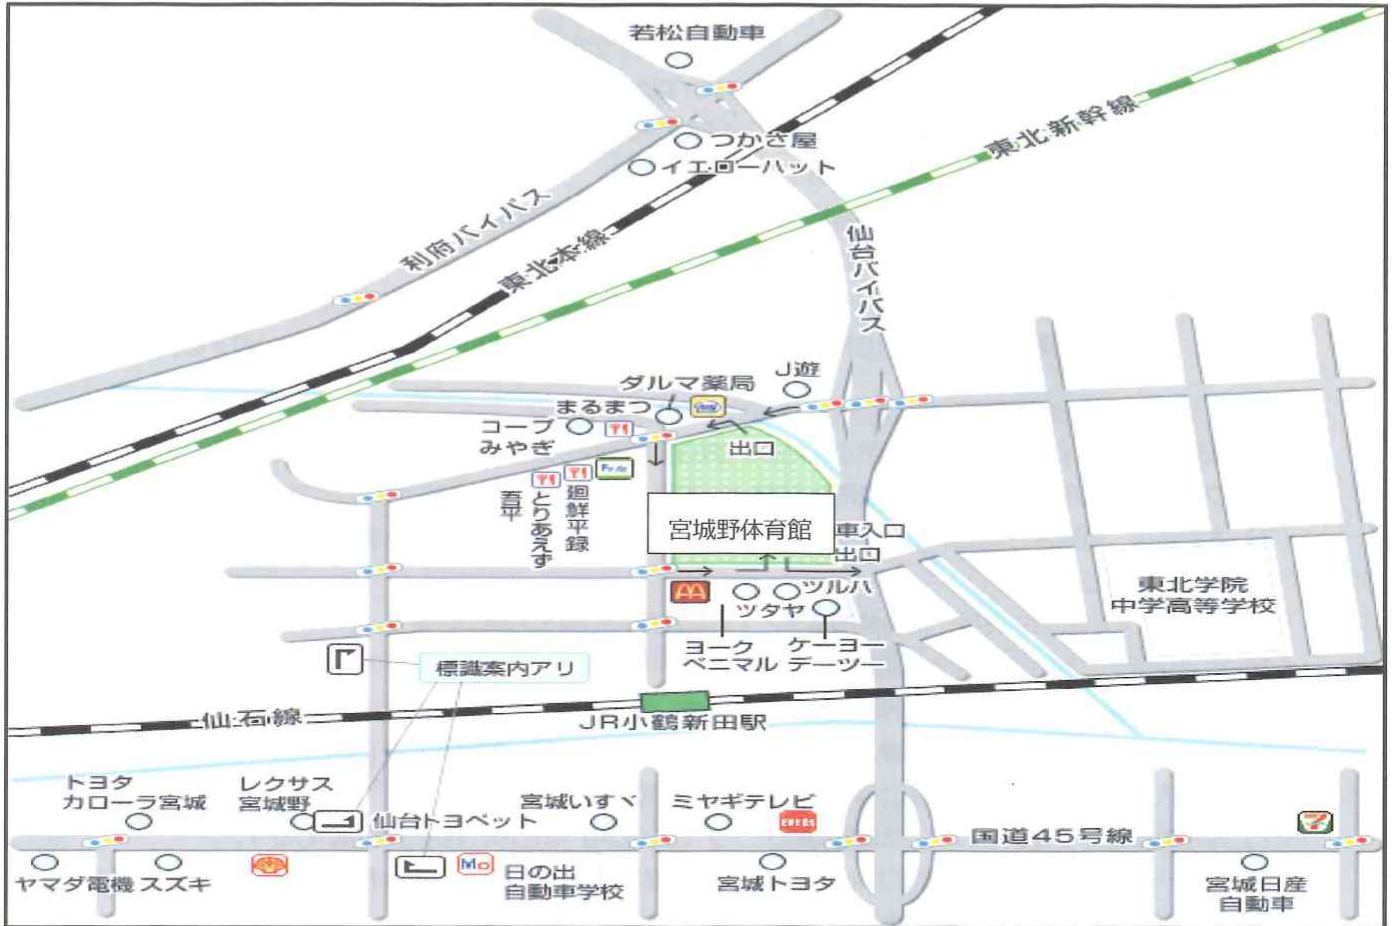 若松自動車
つかさ屋
イエローハット
東北新幹線
利府バイパス
東北本線
仙台バイパス
J遊
ダルマ薬局
まるまつ
コープ
みやぎ
出口
吾平
とりあえず
廻鮮平禄
宮城野体育館
車入口
出口
ツルハ
ツタヤ
ヨーク
ベニマル
ケーヨー
デーツー
東北学院
中学高等学校
標識案内アリ
仙石線
JR小鶴新田駅
トヨタ
カローラ宮城
レクサス
宮城野
仙台トヨペット
宮城いすゞ
ミヤギテレビ
ENEOS
国道45号線
7
ヤマダ電機
スズキ
Mo
日の出
自動車学校
宮城トヨタ
宮城日産
自動車